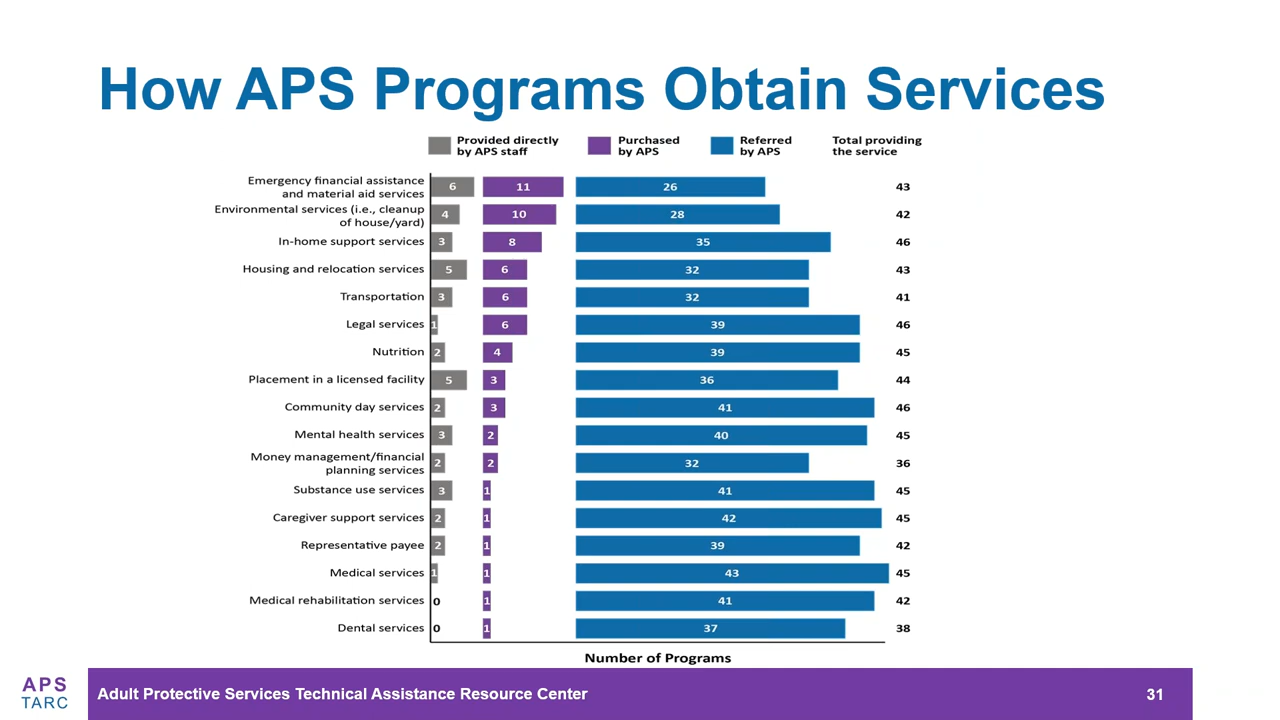 How APS Programs Obtain Services
Provided directly
by APS staff
Purchased
by APS
Referred
by APS
Total providing
the service
Emergency financial assistance
and material aid services
6 11 26 43
Environmental services (i.e., cleanup
of house/yard)
4 10 28 42
In-home support services 3 8 35 46
Housing and relocation services 5 6 32 43
Transportation 3 6 32 41
Legal services 1 6 39 46
Nutrition 2 4 39 45
Placement in a licensed facility 5 3 36 44
Community day services 2 3 41 46
Mental health services 3 2 40 45
Money management/financial
planning services
2 2 32 36
Substance use services 3 1 41 45
Caregiver support services 2 1 42 45
Representative payee 2 1 39 42
Medical services 1 1 43 45
Medical rehabilitation services 0 1 41 42
Dental services 0 1 37 38
Number of Programs
APS
TARC
Adult Protective Services Technical Assistance Resource Center
31